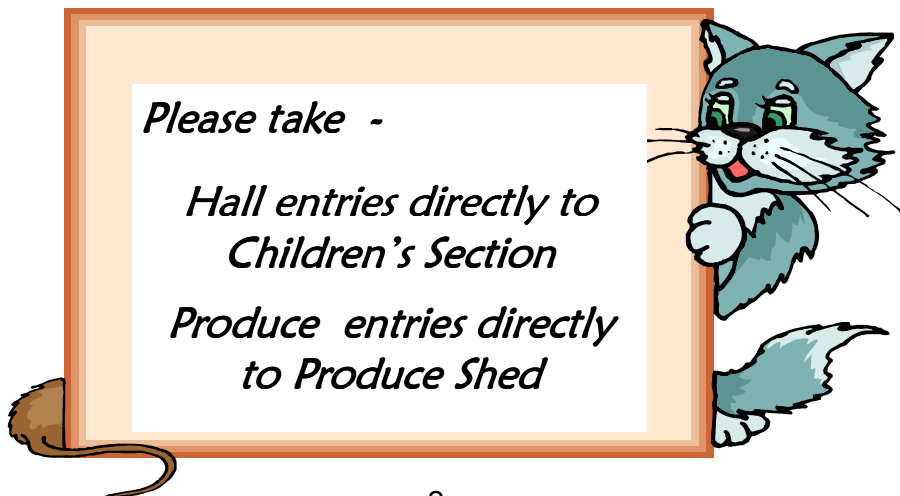 Please take -
Hall entries directly to
Children's Section
Produce entries directly
to Produce Shed